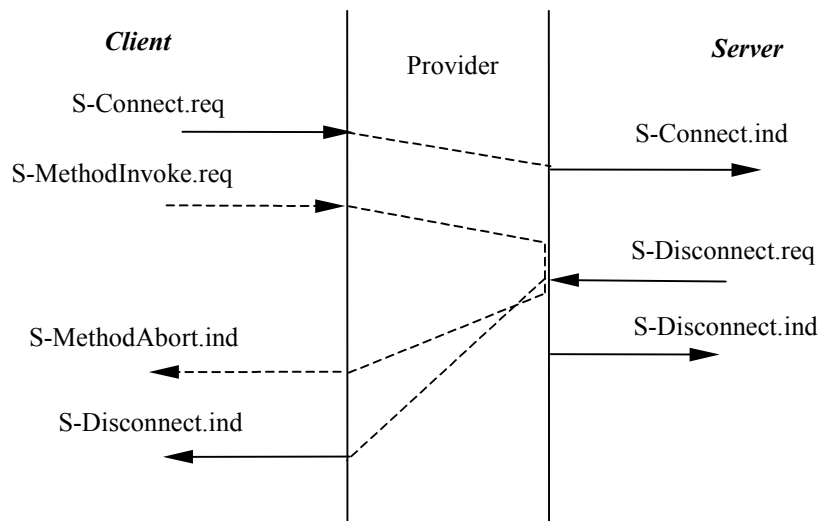 Client
Provider
Server
S-Connect.req
S-Connect.ind
S-MethodInvoke.req
S-Disconnect.req
S-MethodAbort.ind
S-Disconnect.ind
S-Disconnect.ind